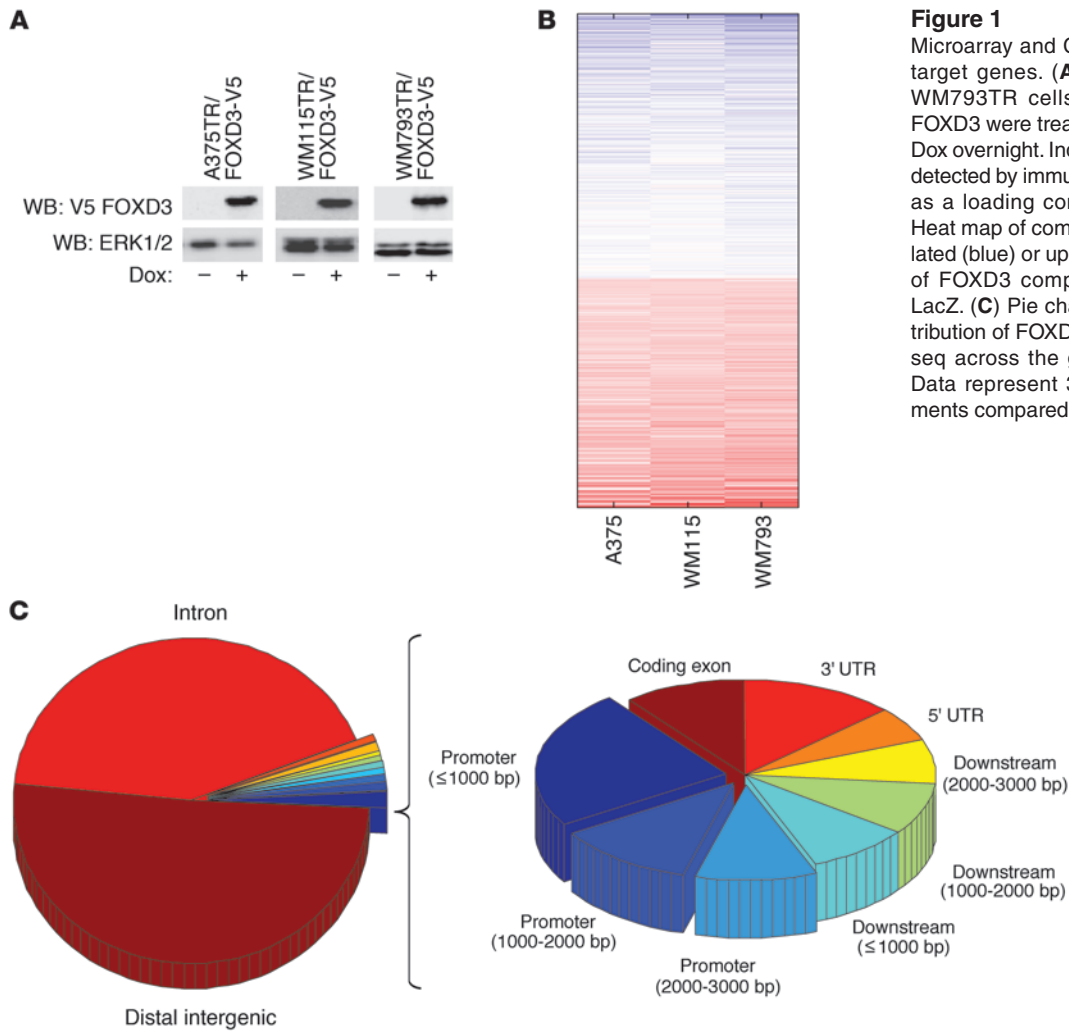 A
A375TR/
FOXD3-V5
WM115TR/
FOXD3-V5
WM793TR/
FOXD3-V5
WB: V5 FOXD3
WB: ERK1/2
Dox:
–
+
–
+
–
+
B
A375
WM115
WM793
Figure 1
Microarray and C
target genes. (A
WM793TR cells
FOXD3 were trea
Dox overnight. Inc
detected by immu
as a loading con
Heat map of com
lated (blue) or up
of FOXD3 comp
LacZ. (C) Pie cha
tribution of FOXD
seq across the g
Data represent 3
ments compared
C
Intron
Distal intergenic
Coding exon
3' UTR
5' UTR
Downstream
(2000-3000 bp)
Downstream
(1000-2000 bp)
Downstream
(≤1000 bp)
Promoter
(2000-3000 bp)
Promoter
(1000-2000 bp)
Promoter
(≤1000 bp)